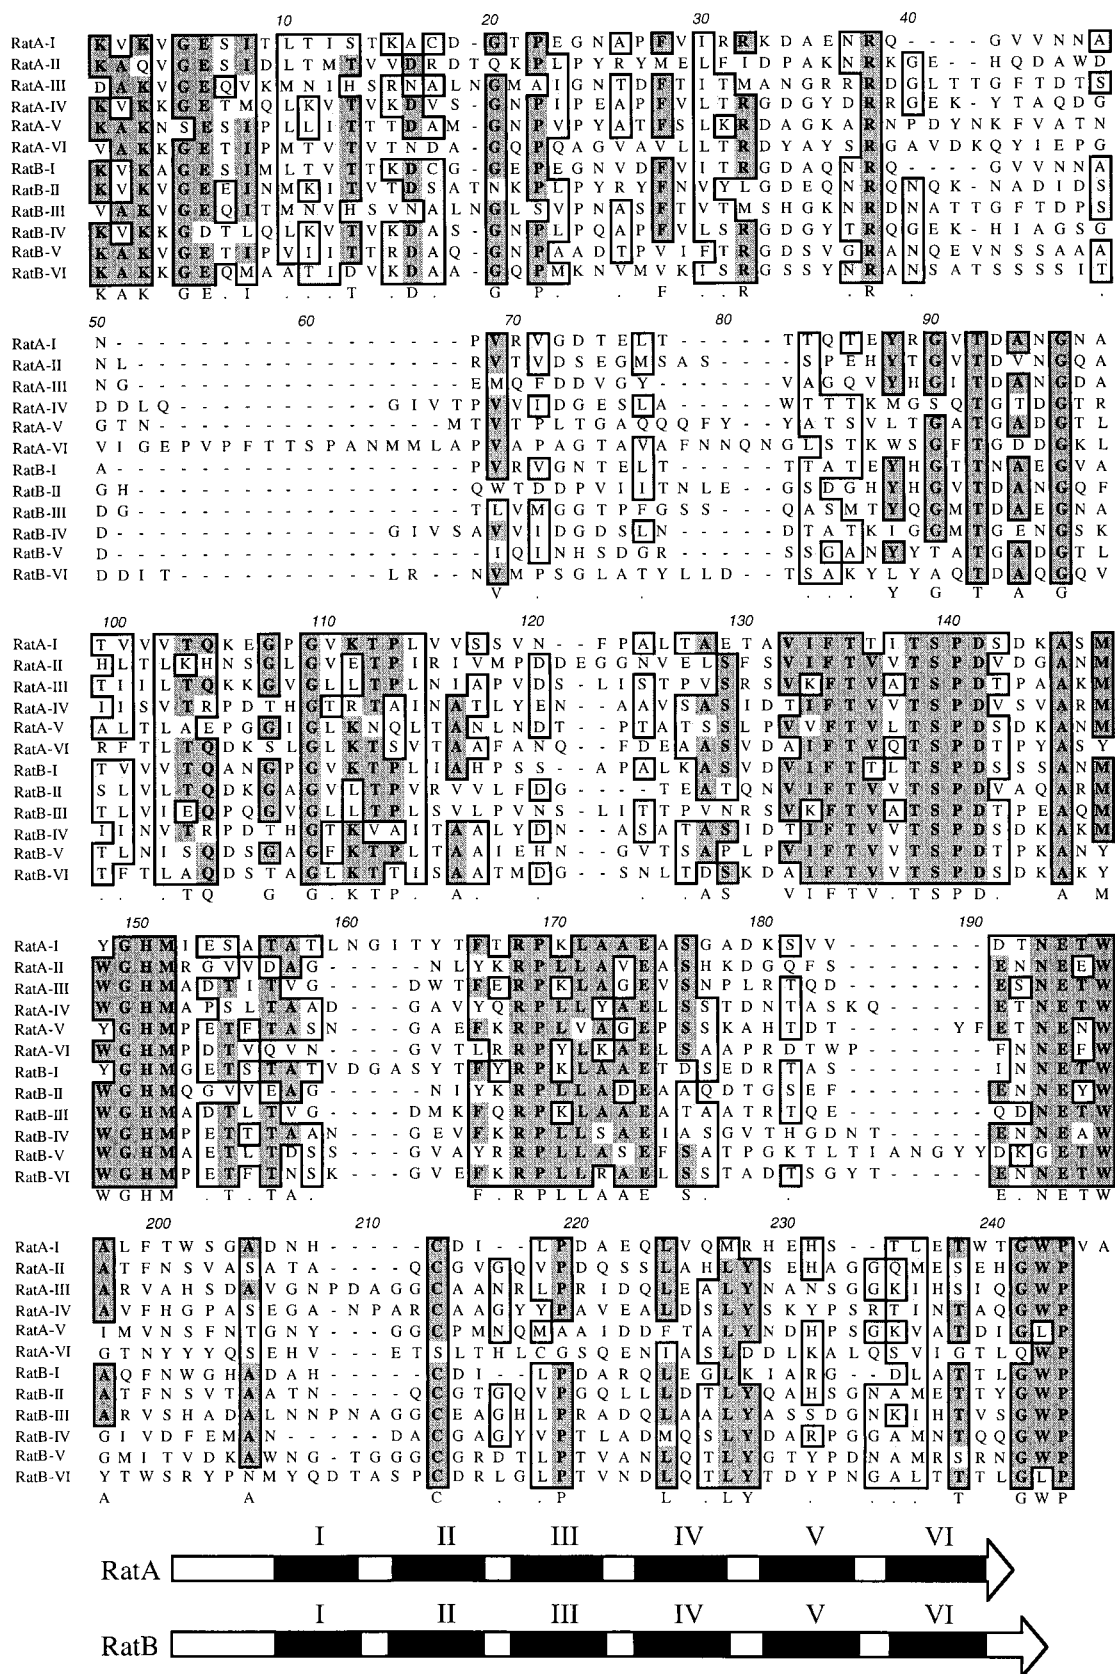 10 20 30 40
RatA-I K V K V G E S I T L T I S T K A C D - G T P E G N A P F V I R R K D A E N R Q - - - G V V N N A
RatA-II K A Q V G E S I D L T M T V V D R D T Q K P L P Y R Y M E L F I D P A K N R K G E - H Q D A W D
RatA-III D A K V G E Q V K M N I H S R N A L N G M A I G N T D F T I T M A N G R R R D G L T T G F T D T S
RatA-IV K V K K G E T M Q L K V T K D V S - G N P I P E A P F V L T R G D G Y D R R G E K - Y T A Q D G
RatA-V K A K N S E S I P L L I T T T D A M - G N P V P Y A T F S L K R D A G K A R N P D Y N K F V A T N
RatA-VI V A K K G E T I P M T V T V T N D A - G Q P Q A G V A V L L T R D Y A Y S R G A V D K Q Y I E P G
RatB-I K V K A G E S I M L T V T T K D C G - G E P E G N V D F V I T R G D A Q N R Q - - - G V V N N A
RatB-II K V K V G E E I N M K I T V T D S A T N K P L P Y R Y F N V Y L G D E Q N R Q N Q K - N A D I D S
RatB-III V A K V G E Q I T M N V H S V N A L N G L S V P N A S F T V T M S H G K N R D N A T T G F T D P S
RatB-IV K V K K G D T L Q L K V T K D A S - G N P L P Q A P F V L S R G D G Y T R Q G E K - H I A G S G
RatB-V K A K V G E T I P V I T T V K D A Q - G N P A A D T P V I F T R G D S V G R A N Q E V N S S A A A
RatB-VI K A K K G E Q M A A T I D V K D A A - G Q P M K N V M V K I S R G S S Y N R A N S A T S S S S I T
K A K G E . I . . . T . D . G P . . F . . R . R . .
50 60 70 80 90
RatA-I N - - - - - - - - - - - - - - - - - P V R V G D T E L T - - - - - T T Q T E Y R G V T D A N G N A
RatA-II N L - - - - - - - - - - - - - - - - R V T V D S E G M S A S - - - S P E H Y T G V T D V N G Q A
RatA-III N G - - - - - - - - - - - - - - - - E M Q F D D V G Y - - - - - - V A G Q V Y H G I T D A N G D A
RatA-IV D D L Q - - - - - - - - - - G I V T P V V I D G E S L A - - - - - W T T T K M G S Q T G T D G T R
RatA-V G T N - - - - - - - - - - - - - - M T V T P L T G A Q Q Q F Y - - Y A T S V L T G A T G A D G T L
RatA-VI V I G E P V P F T T S P A N M M L A P V A P A G T A V A F N N Q N G L S T K W S G F T G D D G K L
RatB-I A - - - - - - - - - - - - - - - - - P V R V G N T E L T - - - - - T T A T E Y H G T T N A E G V A
RatB-II G H - - - - - - - - - - - - - - - - Q W T D D P V I I T N L E - - G S D G H Y H G V T D A N G Q F
RatB-III D G - - - - - - - - - - - - - - - - T L V M G G T P F G S S - - Q A S M T Y Q G M T D A E G N A
RatB-IV D - - - - - - - - - - - - - G I V S A V V I D G D S L N - - - - D T A T K I G G M T G E N G S K
RatB-V D - - - - - - - - - - - - - - - - - - I Q I N H S D G R - - - - - S S G A N Y Y T A T G A D G T L
RatB-VI D D I T - - - - - - - - - - L R - - N V M P S G L A T Y L L D - - T S A K Y L Y A Q T D A Q G Q V
V . . . . Y G T A G
100 110 120 130 140
RatA-I T V V V T Q K E G P G V K T P L V V S S V N - - F P A L T A E T A V I F T T I T S P D S D K A S M
RatA-II H L T L K H N S G L G V E T P I R I V M P D D E G G N V E L S F S V I F T V V T S P D V D G A N M
RatA-III T I I L T Q K K G V G L L T P L N I A P V D S - L I S T P V S R S V K F T V A T S P D T P A A K M
RatA-IV I I S V T R P D T H G T R T A I N A T L Y E N - - A A V S A S I D T I F T V V T S P D V S V A R M
RatA-V A L T L A E P G G I G L K N Q L T A N L N D T - - P T A T S S L P V V F T V L T S P D S D K A N M
RatA-VI R F T L T Q D K S L G L K T S V T A A F A N Q - - F D E A A S V D A I F T V Q T S P D T P Y A S Y
RatB-I T V V V T Q A N G P G V K T P L I A H P S S - - A P A L K A S V D V I F T T L T S P D S S S A N M
RatB-II S L V L T Q D K G A G V L T P V R V V L F D G - - - T E A T Q N V I F T V V T S P D V A Q A R M
RatB-III T L V I E Q P Q G V G L L T P L S V L P V N S - L I T T P V N R S V K F T V A T S P D T P E A Q M
RatB-IV I I N V T R P D T H G T K V A I T A A L Y D N - - A S A T A S I D T I F T V V T S P D S D K A K M
RatB-V T L N I S Q D S G A G F K T P L T A A I E H N - - G V T S A P L P V I F T V V T S P D T P K A N Y
RatB-VI T F T L A Q D S T A G L K T T I S A A T M D G - - S N L T D S K D A I F T V V T S P D S D K A K Y
. . . T Q G G . K T P . A . . . A S V I F T V . T S P D . A M
150 160 170 180 190
RatA-I Y G H M I E S A T A T L N G I T Y T F T R P K L A A E A S G A D K S V V - - - - - - - D T N E T W
RatA-II W G H M R G V V D A G - - - - N L Y K R P L L A V E A S H K D G Q F S - - - - - - - E N N E E W
RatA-III W G H M A D T I T V G - - - - D W T F E R P K L A G E V S N P L R T Q D - - - - - - - E S N E T W
RatA-IV W G H M A P S L T A A D - - - G A V Y Q R P L L Y A E L S S T D N T A S K Q - - - - - E N N E T W
RatA-V Y G H M P E T F T A S N - - - G A E F K R P L V A G E P S S K A H T D T - - - - - Y F E T N E N W
RatA-VI W G H M P D T V Q V N - - - G V T L R R P Y L K A E L S A A P R D T W P - - - - - - F N N E F W
RatB-I Y G H M G E T S T A T V D G A S Y T F Y R P K L A A E T D S E D R T A S - - - - - - - I N N E T W
RatB-II W G H M Q G V V E A G - - - - N I Y K R P L L A D E A A Q D T G S E F - - - - - - - E N N E Y W
RatB-III W G H M A D T L T V G - - - - D M K F Q R P K L A A E A T A A T R T Q E - - - - - - - Q D N E T W
RatB-IV W G H M P E T T T A A N - - - G E V F K R P L L S A E I A S G V T H G D N T - - - - - E N N E A W
RatB-V W G H M A E T L T D S S - - - G V A Y R R P L L A S E F S A T P G K T L T I A N G Y Y D K G E T W
RatB-VI W G H M P E T F T N S K - - - G V E F K R P L L R A E L S S T A D T S G Y T - - - - - E N G E T W
W G H M . T . T A . F . R P L L A A E S . . E . N E T W
200 210 220 230 240
RatA-I A L F T W S G A D N H - - - - - C D I - - L P D A E Q L V Q M R H E H S - - T L E T W T G W P V A
RatA-II A T F N S V A S A T A - - - - Q C G V G Q V P D Q S S L A H L Y S E H A G G Q M E S E H G W P
RatA-III A R V A H S D A V G N P D A G G C A A N R L P R I D Q L E A L Y N A N S G G K I H S I Q G W P
RatA-IV A V F H G P A S E G A - N P A R C A A G Y Y P A V E A L D S L Y S K Y P S R T I N T A Q G W P
RatA-V I M V N S F N T G N Y - - - G G C P M N Q M A A I D D F T A L Y N D H P S G K V A T D I G L P
RatA-VI G T N Y Y Y Q S E H V - - - E T S L T H L C G S Q E N I A S L D D L K A L Q S V I G T L Q W P
RatB-I A Q F N W G H A D A H - - - - - C D I - - L P D A R Q L E G L K I A R G - - D L A T T L G W P
RatB-II A T F N S V T A A T N - - - - Q C G T G Q V P G Q L L L D T L Y Q A H S G N A M E T T Y G W P
RatB-III A R V S H A D A L N N P N A G G C E A G H L P R A D Q L A A L Y A S S D G N K I H T V S G W P
RatB-IV G I V D F E M A N - - - - - D A C G A G Y V P T L A D M Q S L Y D A R P G G A M N T Q Q G W P
RatB-V G M I T V D K A W N G - T G G G C G R D T L P T V A N L Q T L Y G T Y P D N A M R S R N G W P
RatB-VI Y T W S R Y P N M Y Q D T A S P C D R L G L P T V N D L Q T L Y T D Y P N G A L T T T L G L P
A A C . . P L . L Y . . . . T G W P
I II III IV V VI
RatA
I II III IV V VI
RatB